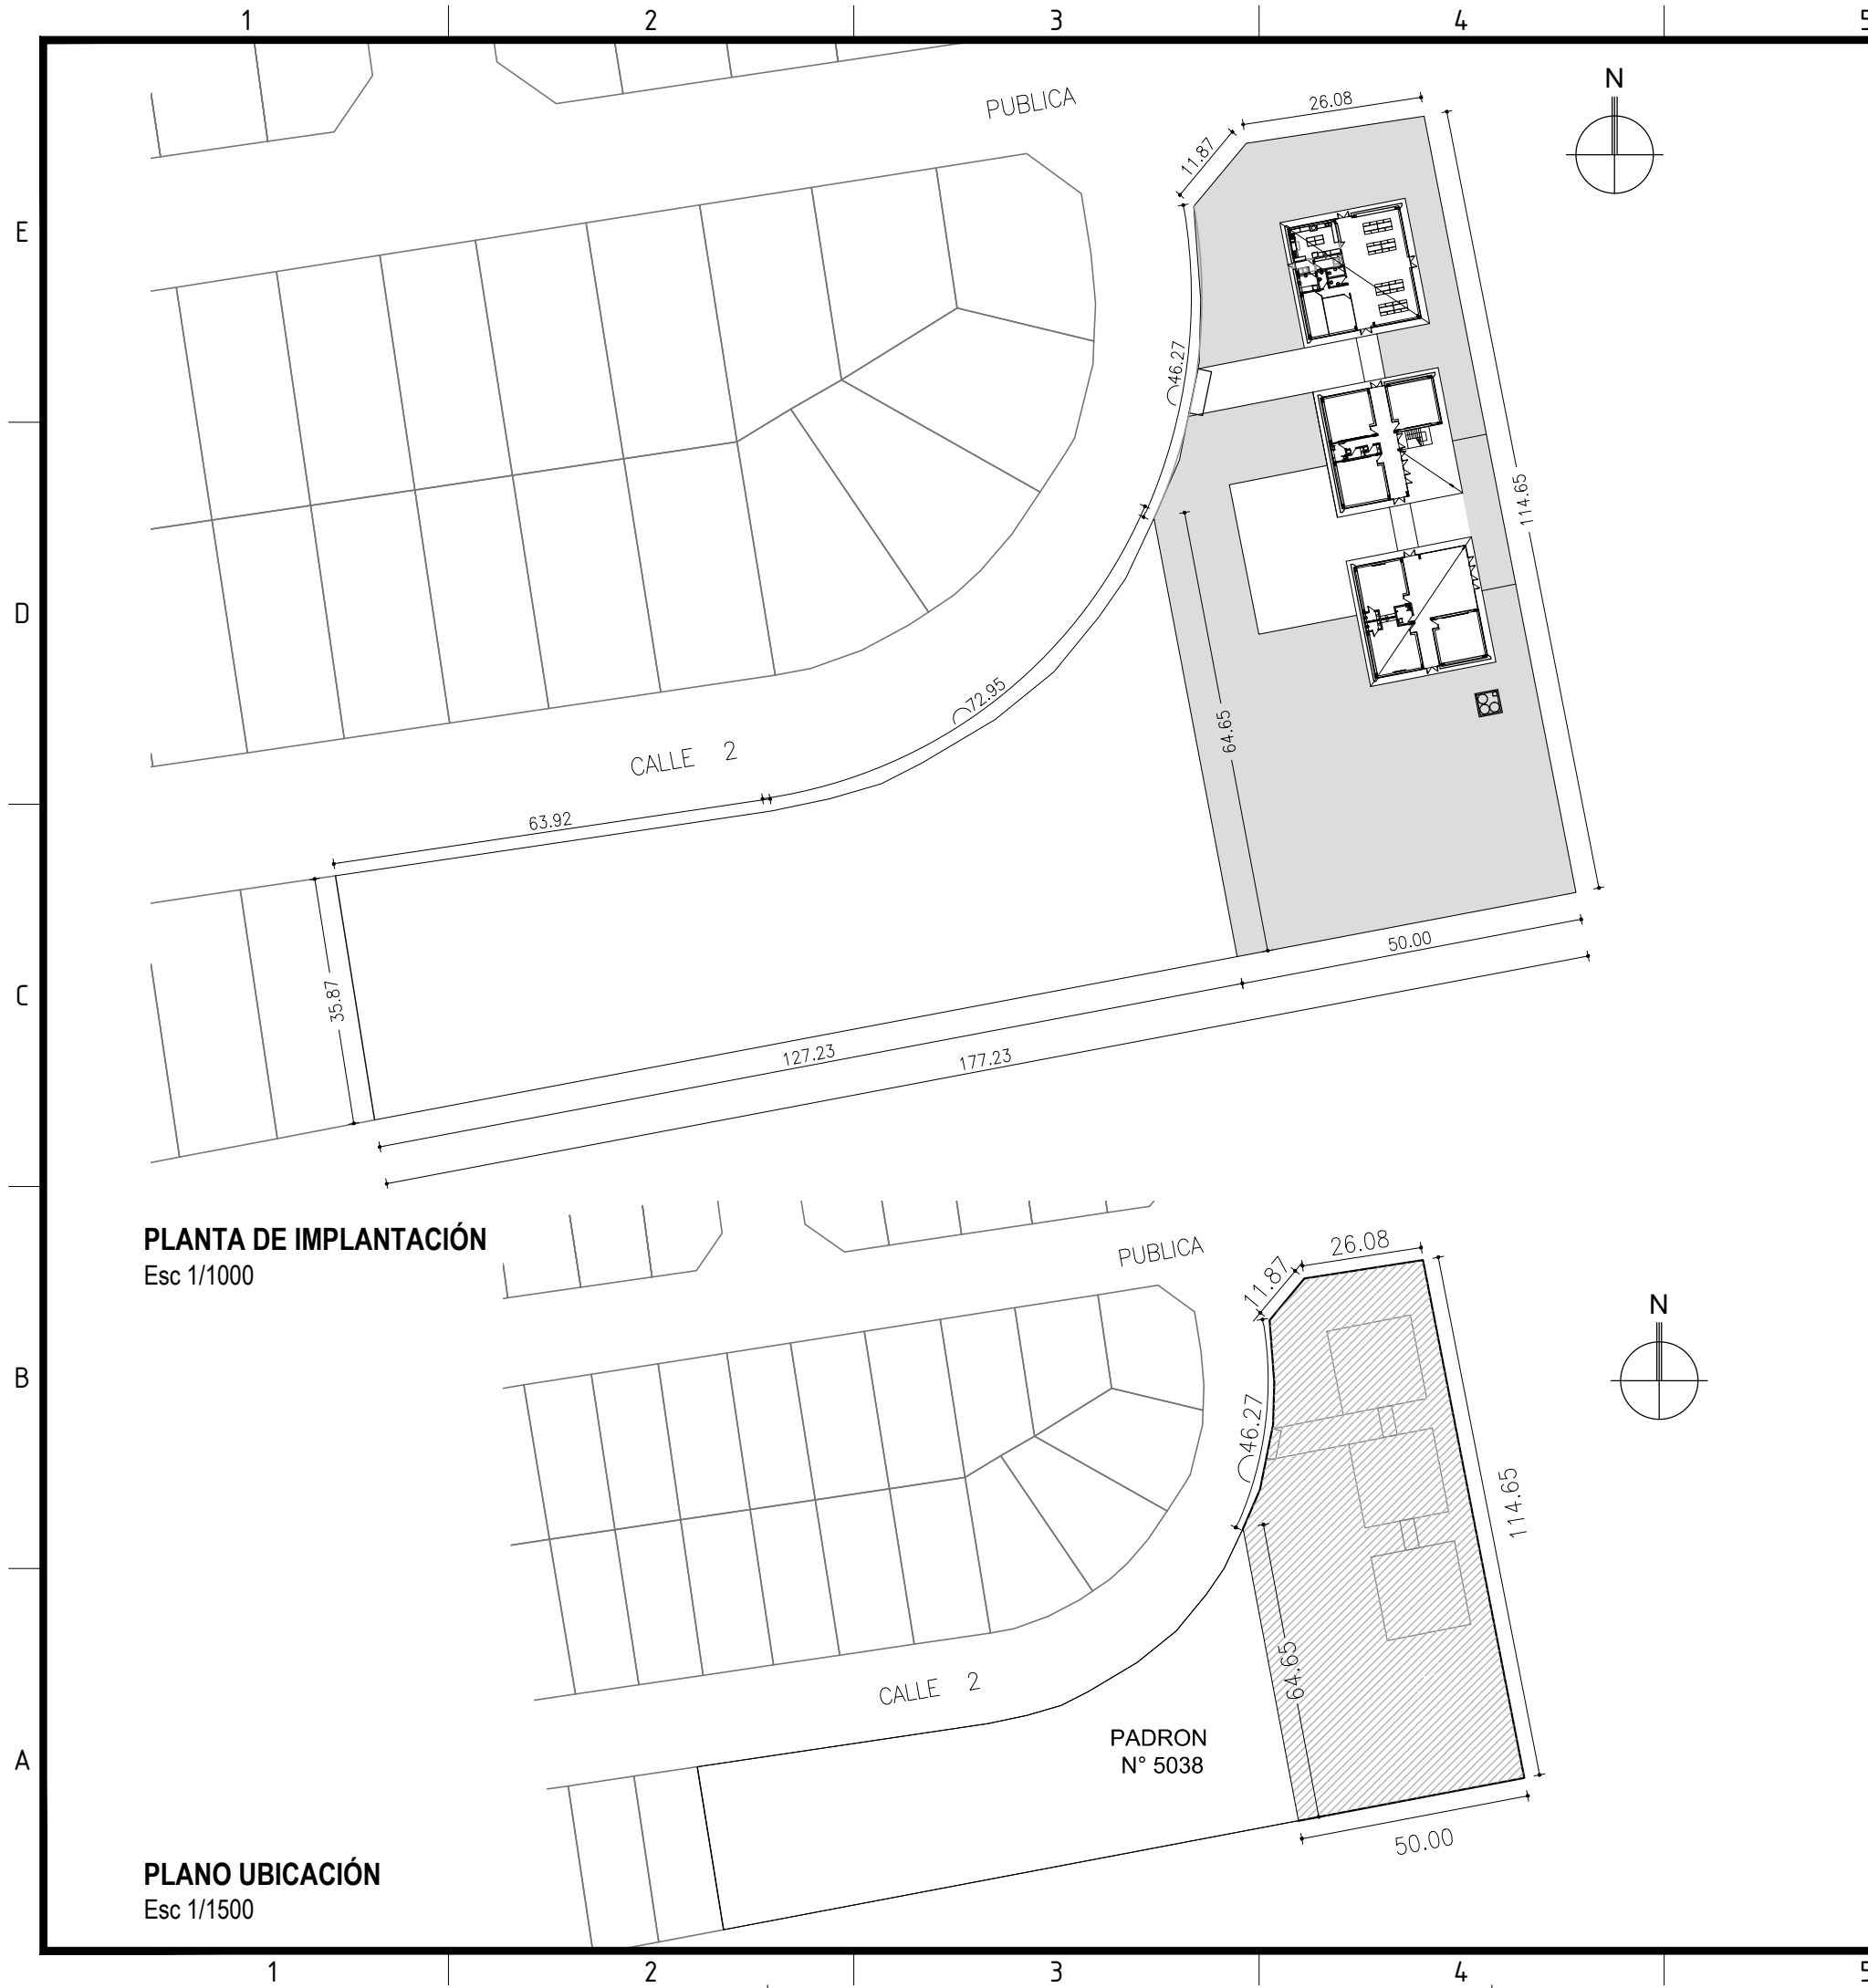 1 2 3 4 5
PUBLICA
26.08
N
11.87
E
46.27
114.65
D
72.95
64.65
CALLE 2
63.92
50.00
C
35.87
127.23
177.23
PLANTA DE IMPLANTACIÓN
Esc 1/1000
PUBLICA
26.08
11.87
N
B
46.27
114.65
64.65
CALLE 2
PADRON
N° 5038
A
50.00
PLANO UBICACIÓN
Esc 1/1500
1 2 3 4 5